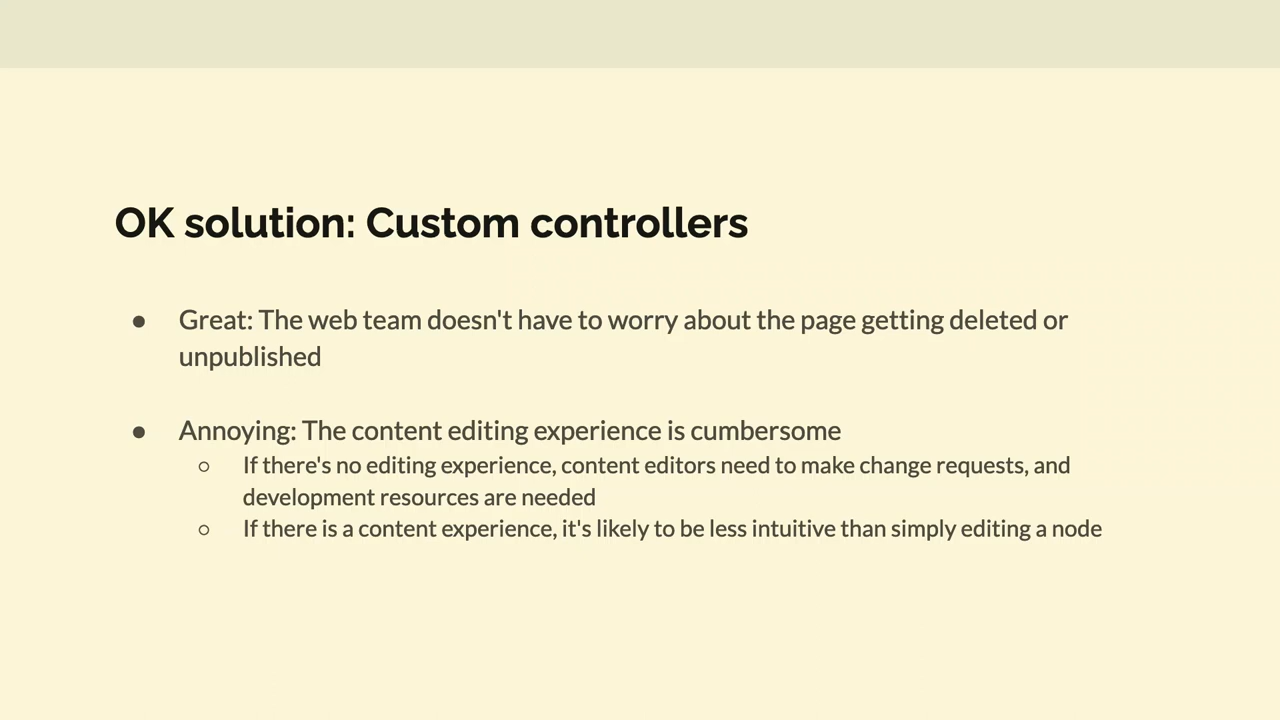 OK solution: Custom controllers
● Great: The web team doesn't have to worry about the page getting deleted or
unpublished
● Annoying: The content editing experience is cumbersome
○ If there's no editing experience, content editors need to make change requests, and
development resources are needed
○ If there is a content experience, it's likely to be less intuitive than simply editing a node